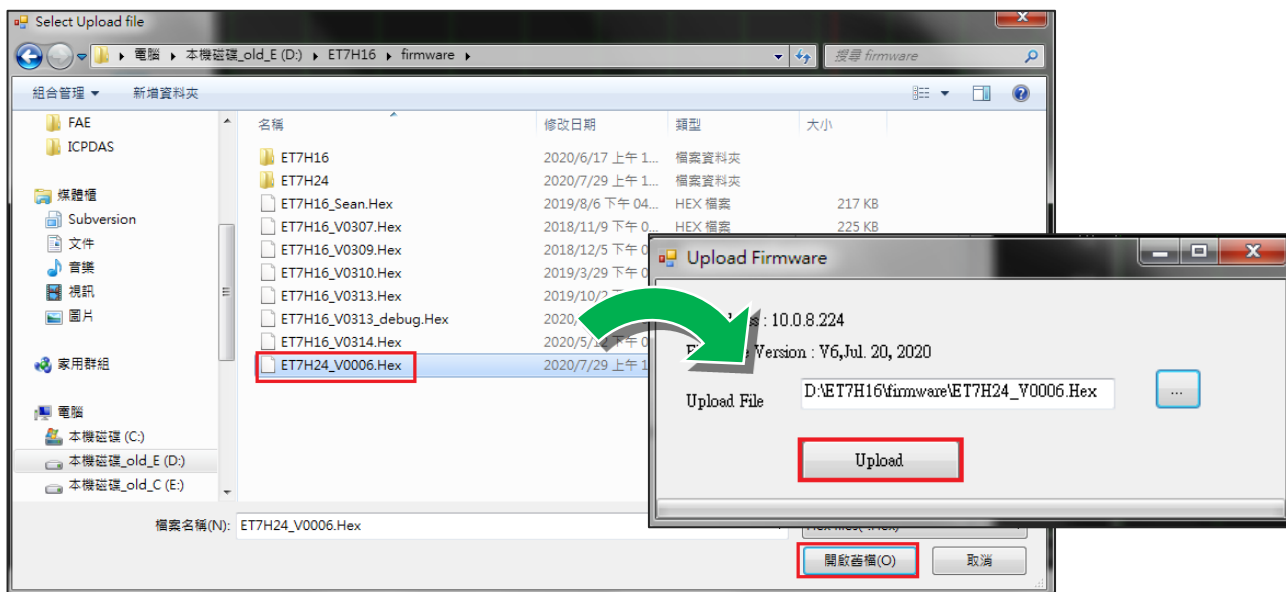 Select Upload file
電腦 本機磁碟_old_E (D:) ET7H16 firmware
搜尋 firmware
組合管理 新增資料夾
FAE
ICPDAS
媒體櫃
Subversion
文件
音樂
視訊
圖片
家用群組
電腦
本機磁碟 (C:)
本機磁碟_old_E (D:)
本機磁碟_old_C (E:)
名稱 修改日期 類型 大小
ET7H16 2020/6/17 上午 1... 檔案資料夾
ET7H24 2020/7/29 上午 1... 檔案資料夾
ET7H16_Sean.Hex 2019/8/6 下午 04... HEX 檔案 217 KB
ET7H16_V0307.Hex 2018/11/9 下午 0... HEX 檔案 225 KB
ET7H16_V0309.Hex 2018/12/5 下午 0
ET7H16_V0310.Hex 2019/3/29 下午 0
ET7H16_V0313.Hex 2019/10/2
ET7H16_V0313_debug.Hex 2020/
ET7H16_V0314.Hex 2020/5/12 下午 0
ET7H24_V0006.Hex 2020/7/29 上午 1
檔案名稱(N): ET7H24_V0006.Hex
開啟舊檔(O) 取消
Upload Firmware
: 10.0.8.224
Version : V6,Jul. 20, 2020
Upload File D:\ET7H16\firmware\ET7H24_V0006.Hex ...
Upload